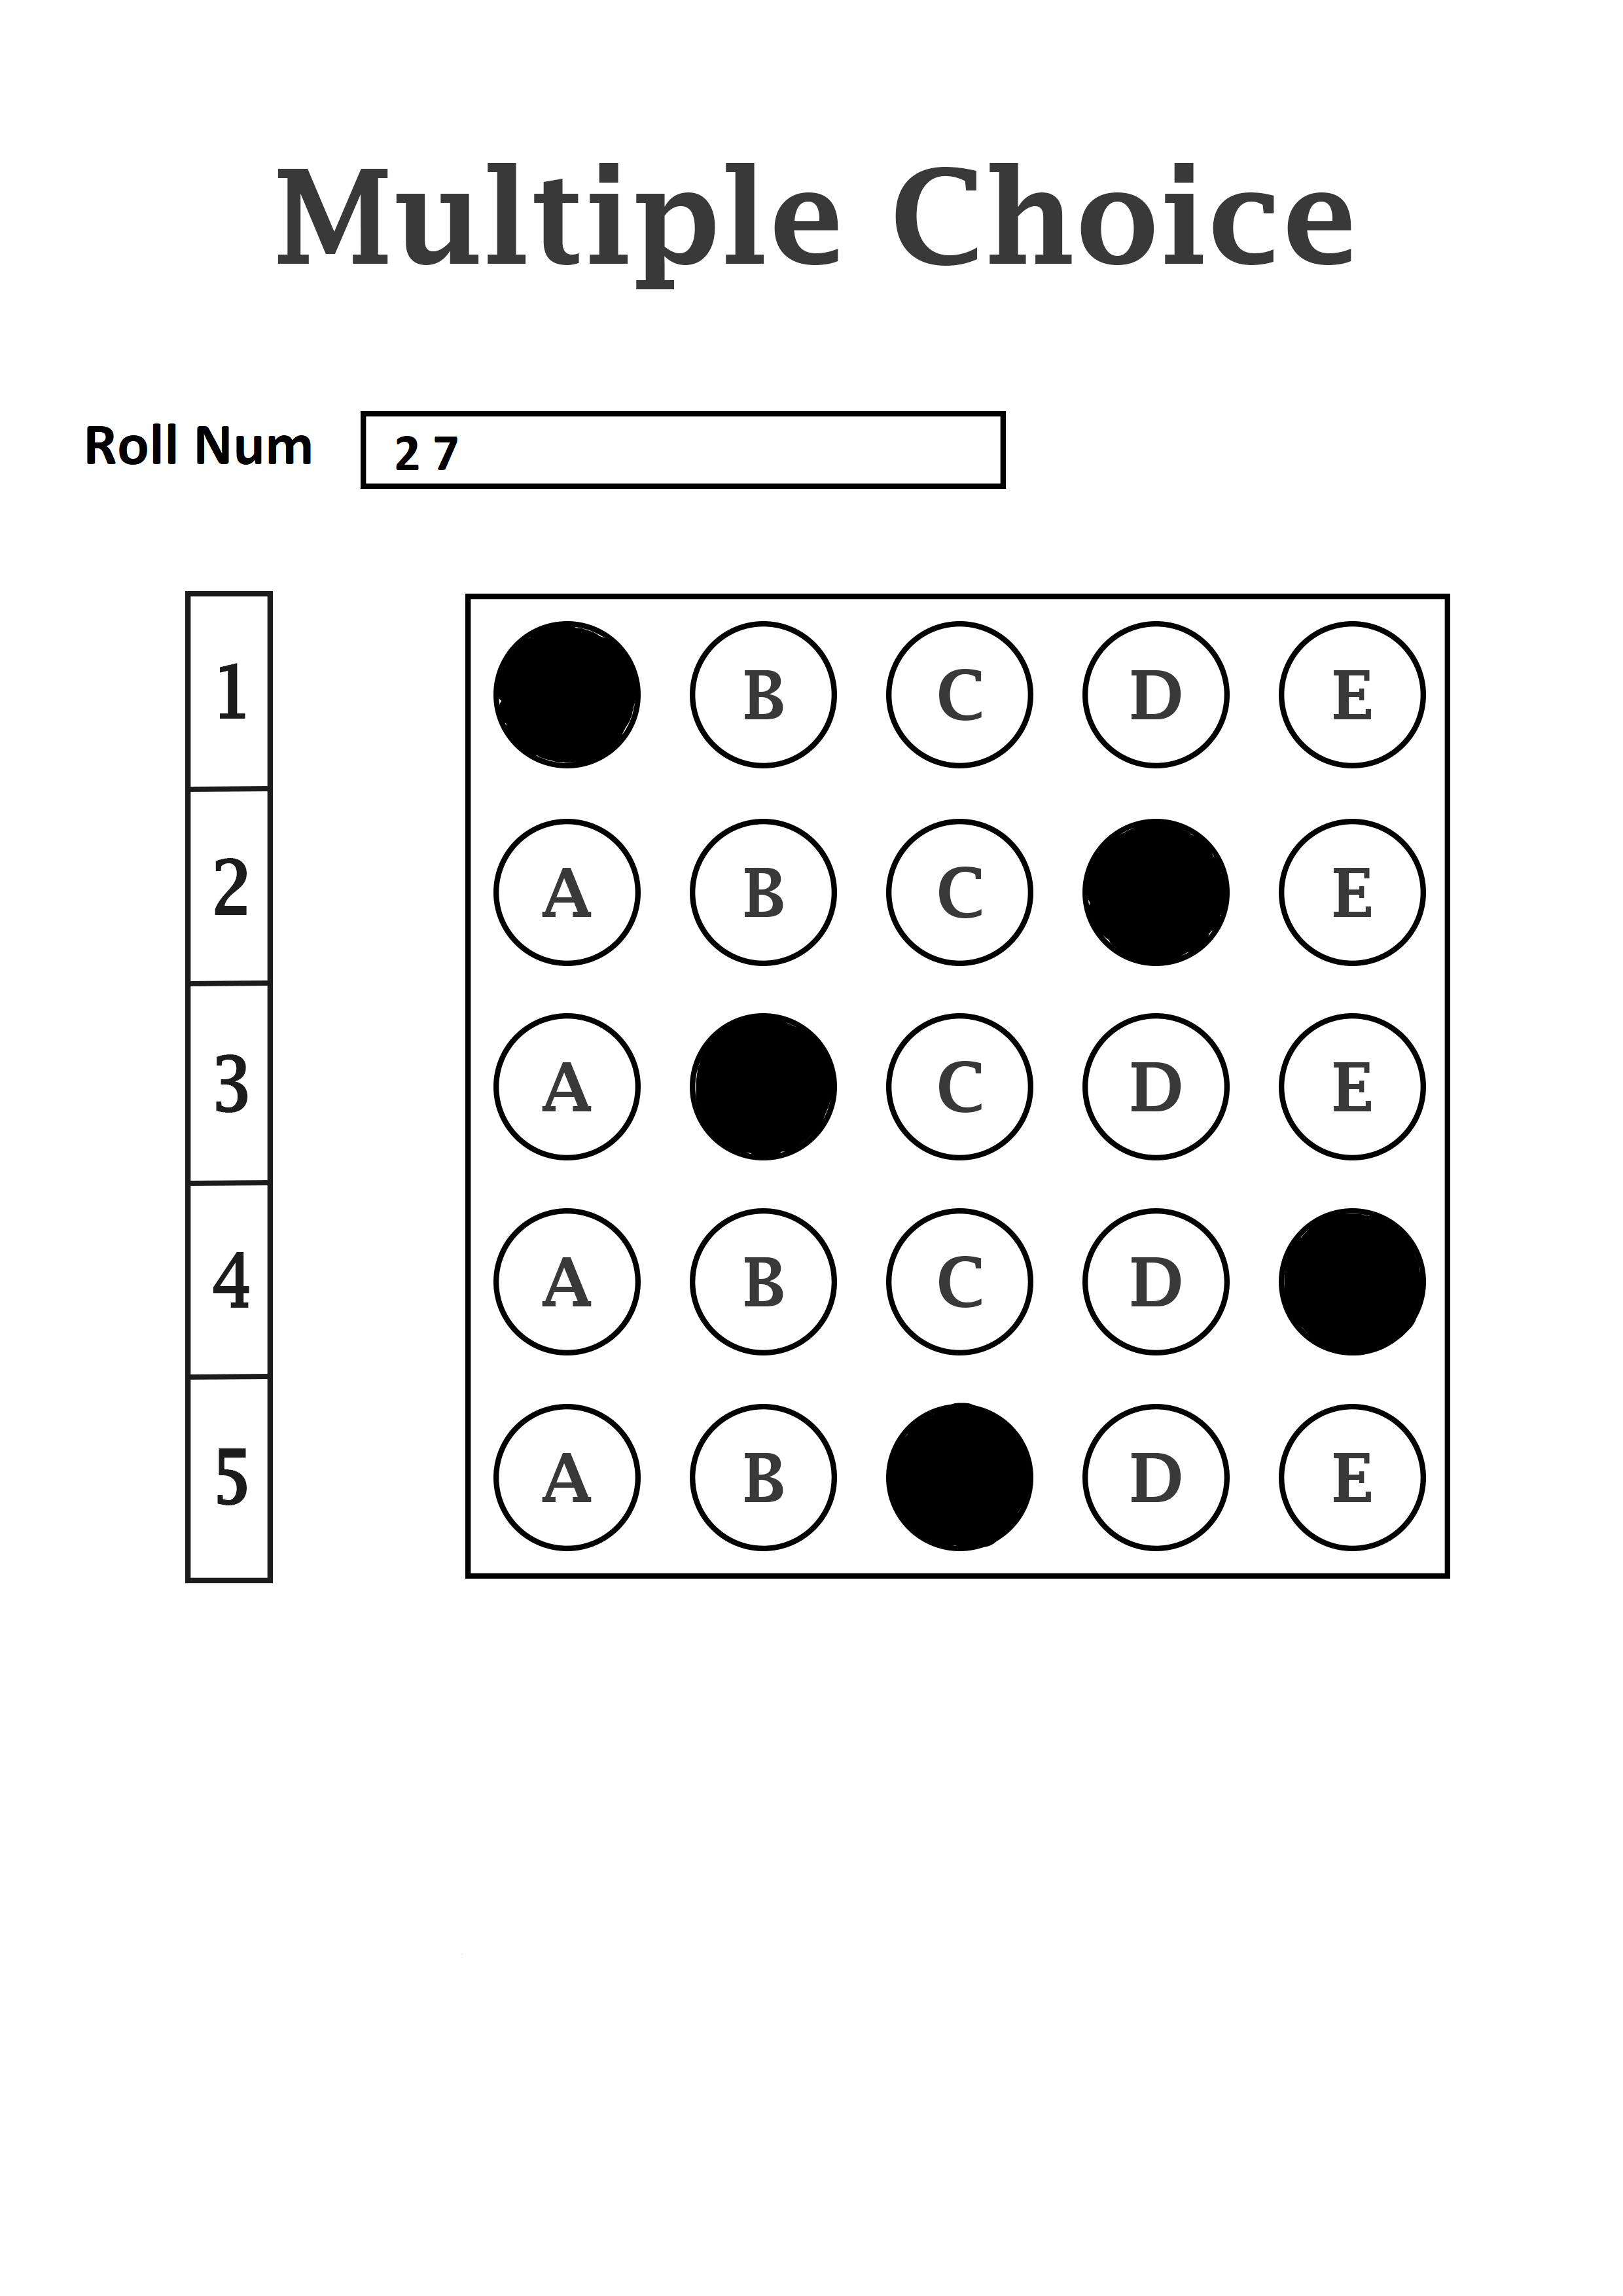 Multiple Choice
Roll Num 2 7
1 B C D E
2 A B C E
3 A C D E
4 A B C D
5 A B D E